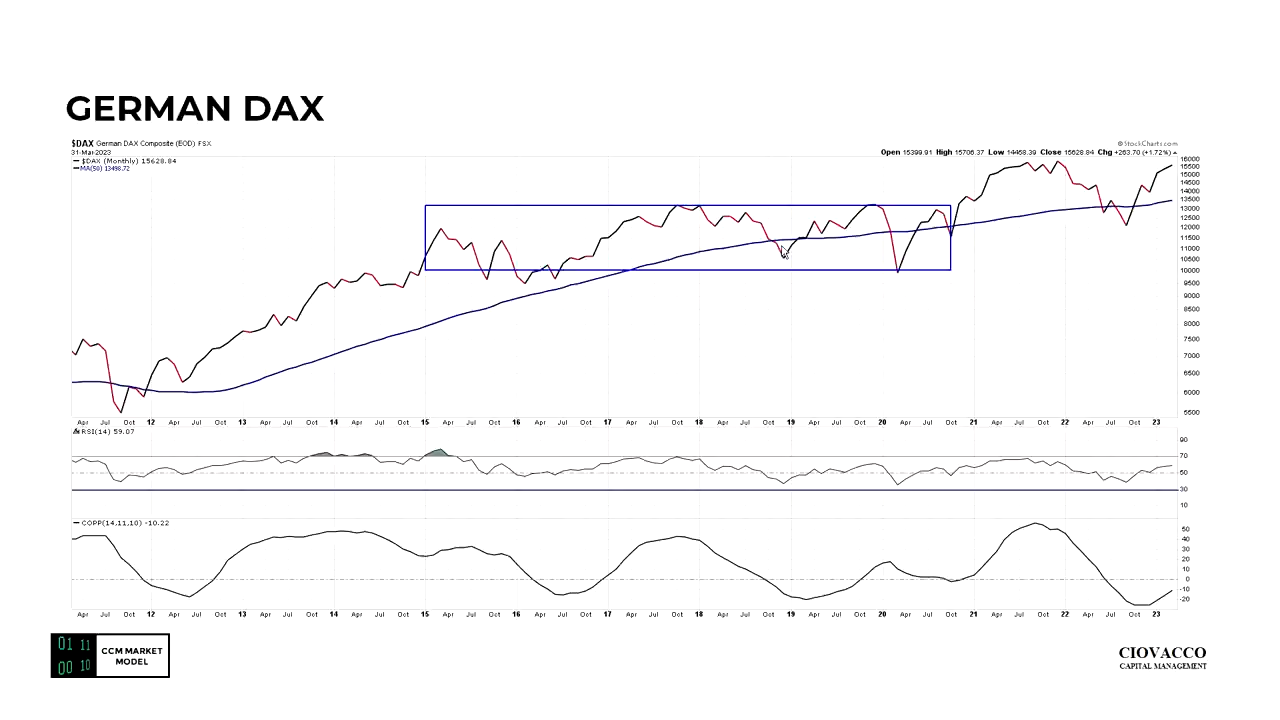 GERMAN DAX
$DAX German DAX Composite (EOD) FSX
© StockCharts.com
31-Mar-2023
Open 15399.91 High 15706.37 Low 14458.39 Close 15628.84 Chg +263.70 (+1.72%)
$DAX (Monthly) 15628.84
MA(50) 13498.72
16000
15500
15000
14500
14000
13500
13000
12500
12000
11500
11000
10500
10000
9500
9000
8500
8000
7500
7000
6500
6000
5500
Apr Jul Oct 12 Apr Jul Oct 13 Apr Jul Oct 14 Apr Jul Oct 15 Apr Jul Oct 16 Apr Jul Oct 17 Apr Jul Oct 18 Apr Jul Oct 19 Apr Jul Oct 20 Apr Jul Oct 21 Apr Jul Oct 22 Apr Jul Oct 23
RSI(14) 59.07
90
70
50
30
10
COPP(14,11,10) -10.22
50
40
30
20
10
0
-10
-20
Apr Jul Oct 12 Apr Jul Oct 13 Apr Jul Oct 14 Apr Jul Oct 15 Apr Jul Oct 16 Apr Jul Oct 17 Apr Jul Oct 18 Apr Jul Oct 19 Apr Jul Oct 20 Apr Jul Oct 21 Apr Jul Oct 22 Apr Jul Oct 23
01 11
00 10
CCM MARKET
MODEL
CIOVACCO
CAPITAL MANAGEMENT